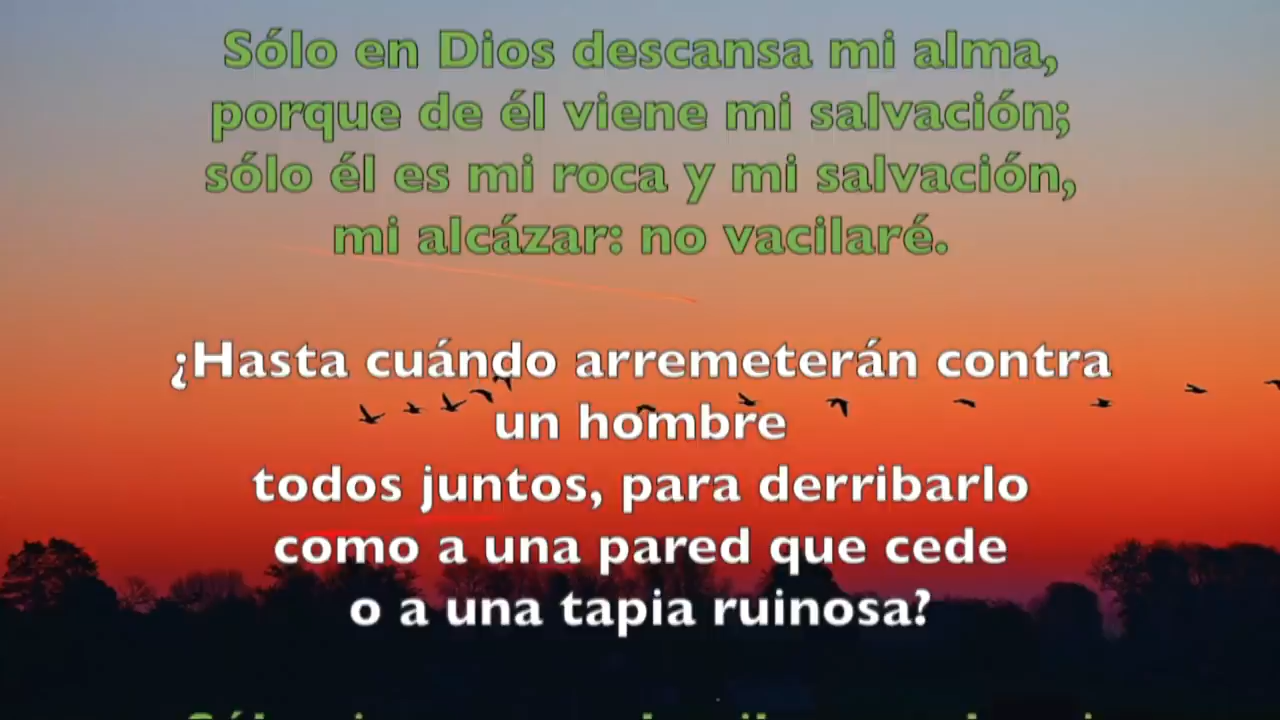 Sólo en Dios descansa mi alma,
porque de él viene mi salvación;
sólo él es mi roca y mi salvación,
mi alcázar: no vacilaré.
¿Hasta cuándo arremeterán contra
un hombre
todos juntos, para derribarlo
como a una pared que cede
o a una tapia ruinosa?